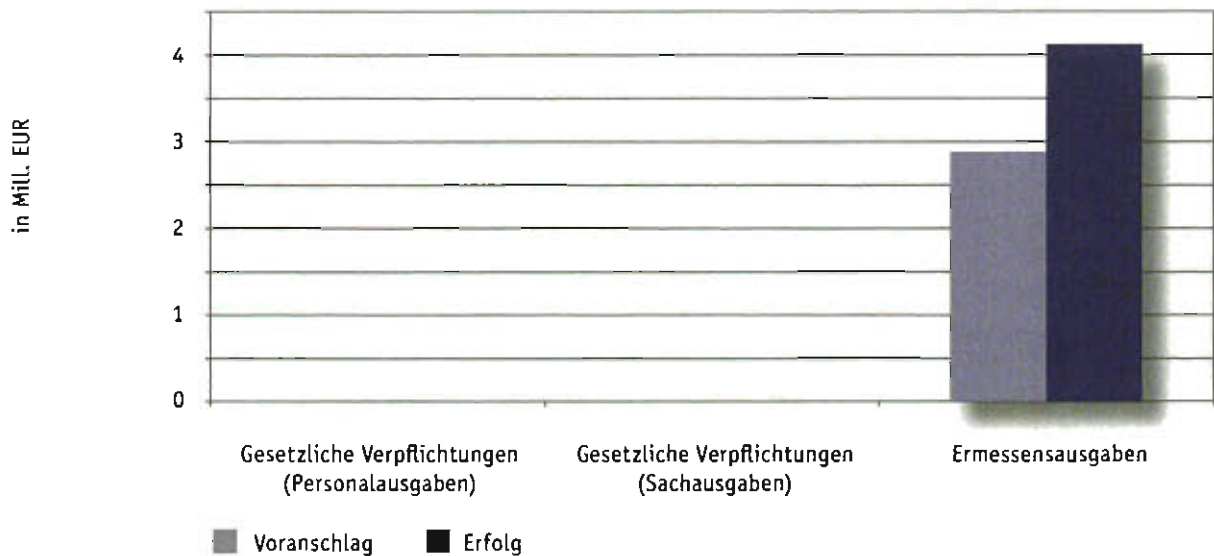 in Mill. EUR
4
3
2
1
0
Gesetzliche Verpflichtungen
(Personalausgaben)
Gesetzliche Verpflichtungen
(Sachausgaben)
Ermessensausgaben
Voranschlag
Erfolg